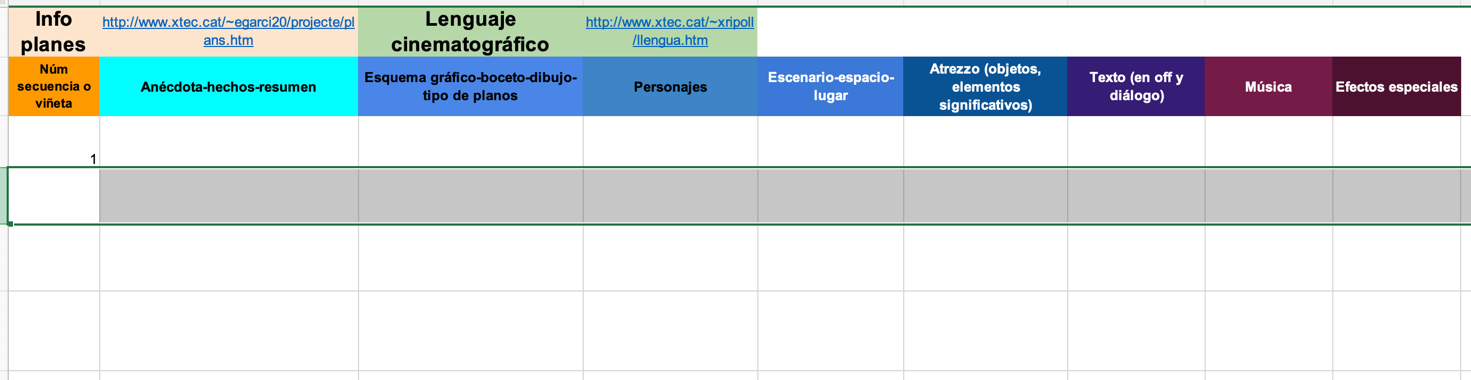 Info
planes
http://www.xtec.cat/~egarci20/projecte/pl
ans.htm
Lenguaje
cinematográfico
http://www.xtec.cat/~xripoll
/llengua.htm
Núm
secuencia o
viñeta
Anécdota-hechos-resumen
Esquema gráfico-boceto-dibujo-
tipo de planos
Personajes
Escenario-espacio-
lugar
Atrezzo (objetos,
elementos
significativos)
Texto (en off y
diálogo)
Música
Efectos especiales
1